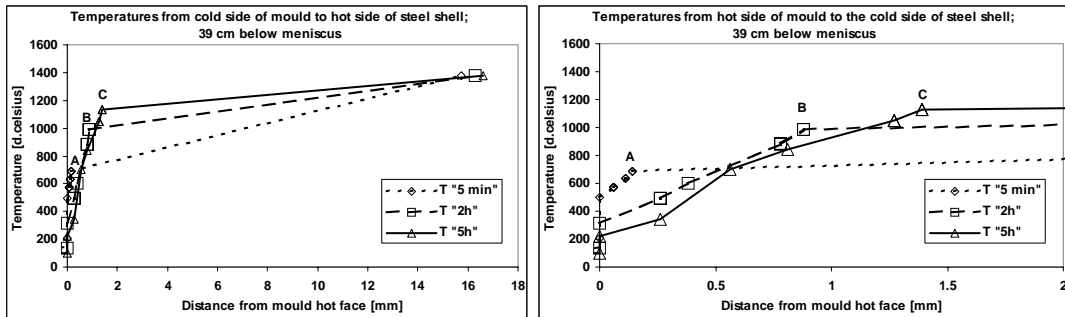 Temperatures from cold side of mould to hot side of steel shell;
39 cm below meniscus
Temperature [d.celsius]
1600
1400
1200
1000
800
600
400
200
0
A
B
C
T "5 min"
T "2h"
T "5h"
0 2 4 6 8 10 12 14 16 18
Distance from mould hot face [mm]
Temperatures from hot side of mould to the cold side of steel shell;
39 cm below meniscus
Temperature [d.celsius]
1600
1400
1200
1000
800
600
400
200
0
A
B
C
T "5 min"
T "2h"
T "5h"
0 0.5 1 1.5 2
Distance from mould hot face [mm]